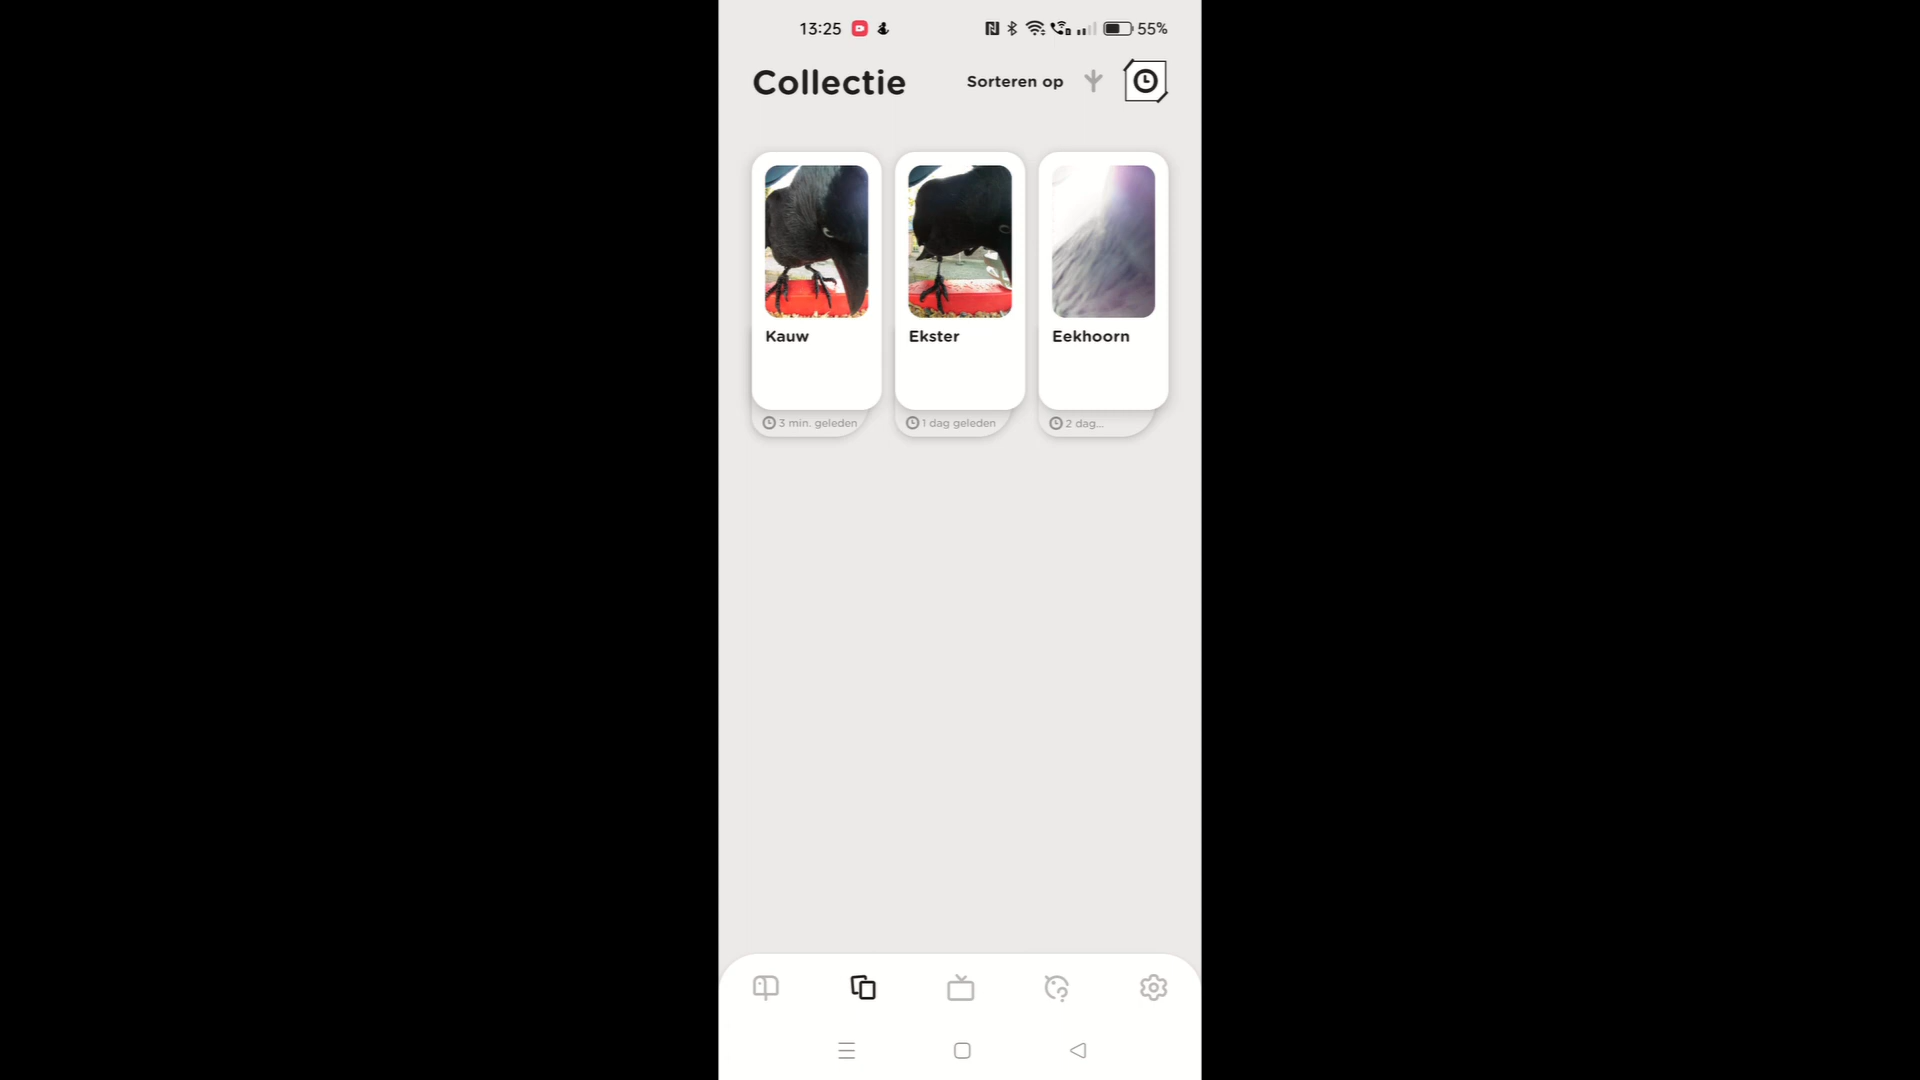 13:25 55%
Collectie Sorteren op
Kauw Ekster Eekhoorn
3 min. geleden 1 dag geleden 2 dag...